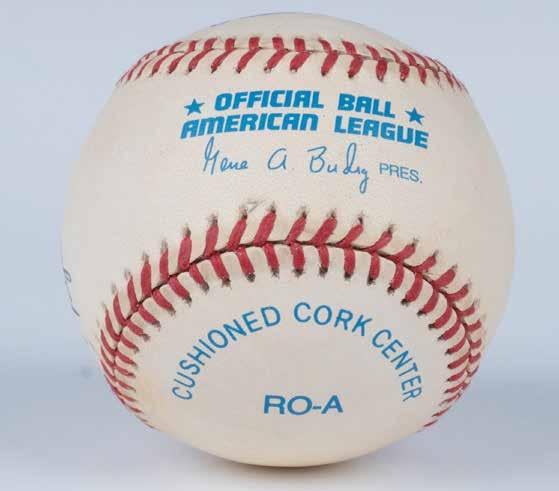 ★ OFFICIAL BALL ★
AMERICAN LEAGUE
Gene A. Budig PRES.
CUSHIONED CORK CENTER
RO-A